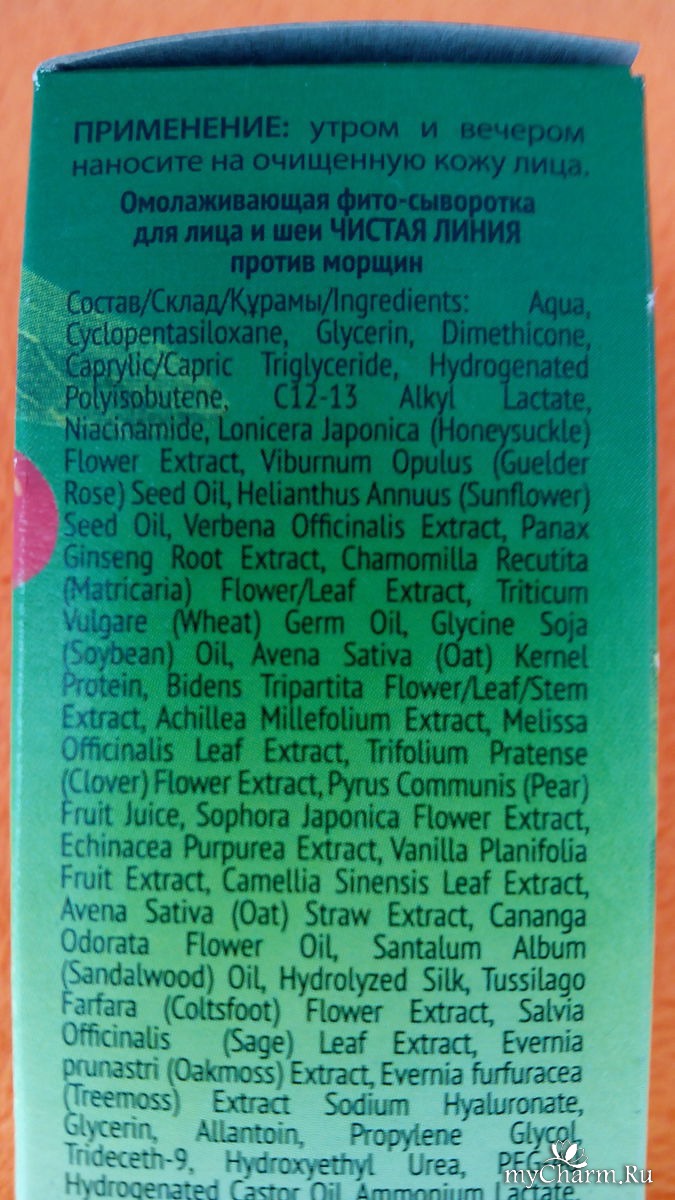 ПРИМЕНЕНИЕ: утром и вечером
наносите на очищенную кожу лица.
Омолаживающая фито-сыворотка
для лица и шеи ЧИСТАЯ ЛИНИЯ
против морщин
Состав/Склад/Құрамы/Ingredients: Aqua,
Cyclopentasiloxane, Glycerin, Dimethicone,
Caprylic/Capric Triglyceride, Hydrogenated
Polyisobutene, C12-13 Alkyl Lactate,
Niacinamide, Lonicera Japonica (Honeysuckle)
Flower Extract, Viburnum Opulus (Guelder
Rose) Seed Oil, Helianthus Annuus (Sunflower)
Seed Oil, Verbena Officinalis Extract, Panax
Ginseng Root Extract, Chamomilla Recutita
(Matricaria) Flower/Leaf Extract, Triticum
Vulgare (Wheat) Germ Oil, Glycine Soja
(Soybean) Oil, Avena Sativa (Oat) Kernel
Protein, Bidens Tripartita Flower/Leaf/Stem
Extract, Achillea Millefolium Extract, Melissa
Officinalis Leaf Extract, Trifolium Pratense
(Clover) Flower Extract, Pyrus Communis (Pear)
Fruit Juice, Sophora Japonica Flower Extract,
Echinacea Purpurea Extract, Vanilla Planifolia
Fruit Extract, Camellia Sinensis Leaf Extract,
Avena Sativa (Oat) Straw Extract, Cananga
Odorata Flower Oil, Santalum Album
(Sandalwood) Oil, Hydrolyzed Silk, Tussilago
Farfara (Coltsfoot) Flower Extract, Salvia
Officinalis (Sage) Leaf Extract, Evernia
prunastri (Oakmoss) Extract, Evernia furfuracea
(Treemoss) Extract Sodium Hyaluronate,
Glycerin, Allantoin, Propylene Glycol,
Trideceth-9, Hydroxyethyl Urea,
Hydrogenated Castor Oil, Ammonium Lactate
myCharm.Ru